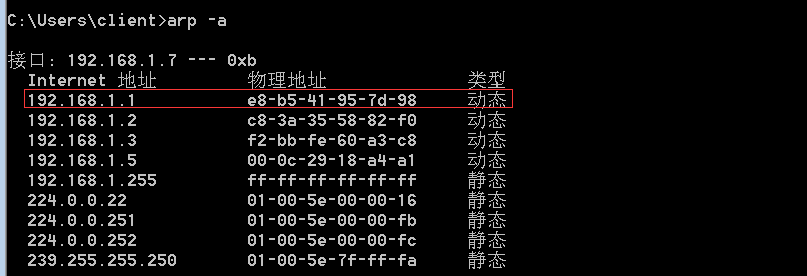 C:\Users\client>arp -a
接口: 192.168.1.7 --- 0xb
Internet 地址 物理地址 类型
192.168.1.1 e8-b5-41-95-7d-98 动态
192.168.1.2 c8-3a-35-58-82-f0 动态
192.168.1.3 f2-bb-fe-60-a3-c8 动态
192.168.1.5 00-0c-29-18-a4-a1 动态
192.168.1.255 ff-ff-ff-ff-ff-ff 静态
224.0.0.22 01-00-5e-00-00-16 静态
224.0.0.251 01-00-5e-00-00-fb 静态
224.0.0.252 01-00-5e-00-00-fc 静态
239.255.255.250 01-00-5e-7f-ff-fa 静态